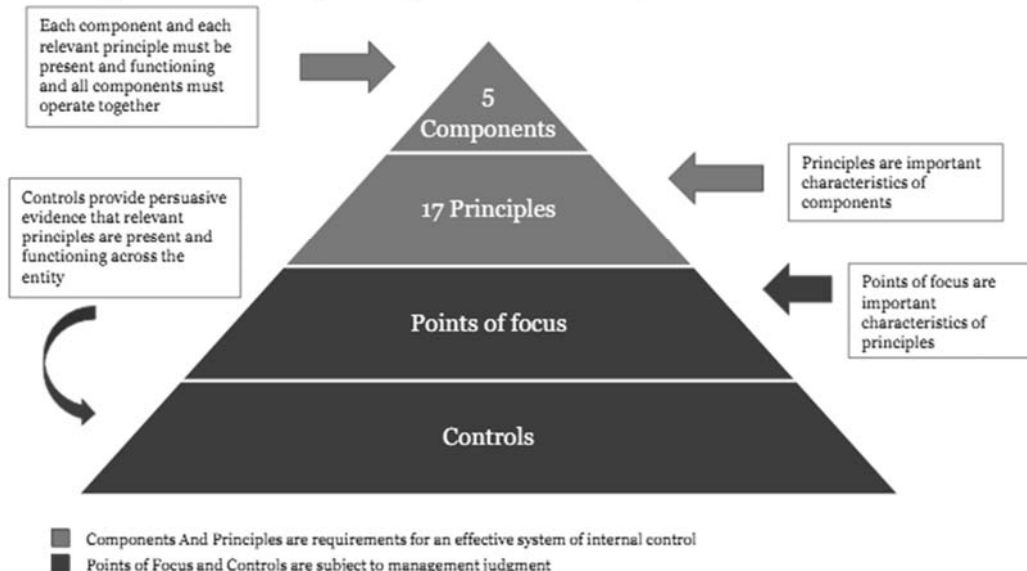 Each component and each
relevant principle must be
present and functioning
and all components must
operate together
5
Components
Principles are important
characteristics of
components
17 Principles
Controls provide persuasive
evidence that relevant
principles are present and
functioning across the
entity
Points of focus are
important
characteristics of
principles
Points of focus
Controls
Components And Principles are requirements for an effective system of internal control
Points of Focus and Controls are subject to management judgment